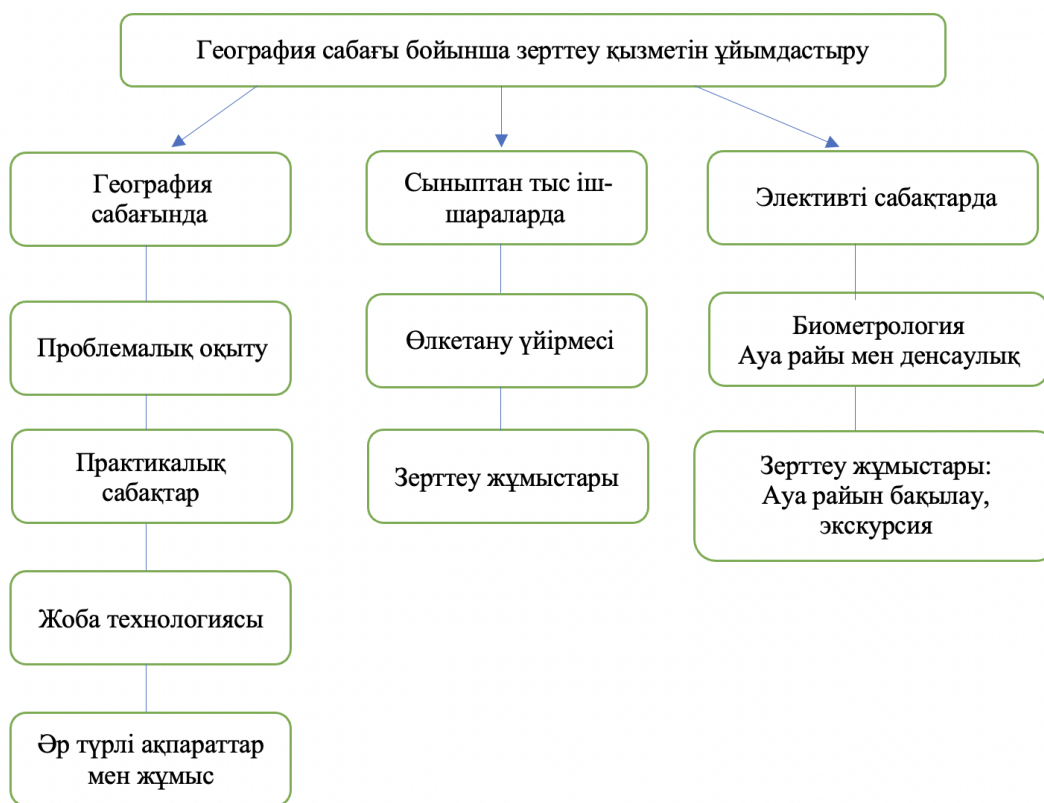 География сабағы бойынша зерттеу қызметін ұйымдастыру
География
сабағында
Сыныптан тыс іш-
шараларда
Элективті сабақтарда
Проблемалық оқыту
Өлкетану үйірмесі
Биометрология
Ауа райы мен денсаулық
Практикалық
сабақтар
Зерттеу жұмыстары
Зерттеу жұмыстары:
Ауа райын бақылау,
экскурсия
Жоба технологиясы
Әр түрлі ақпараттар
мен жұмыс